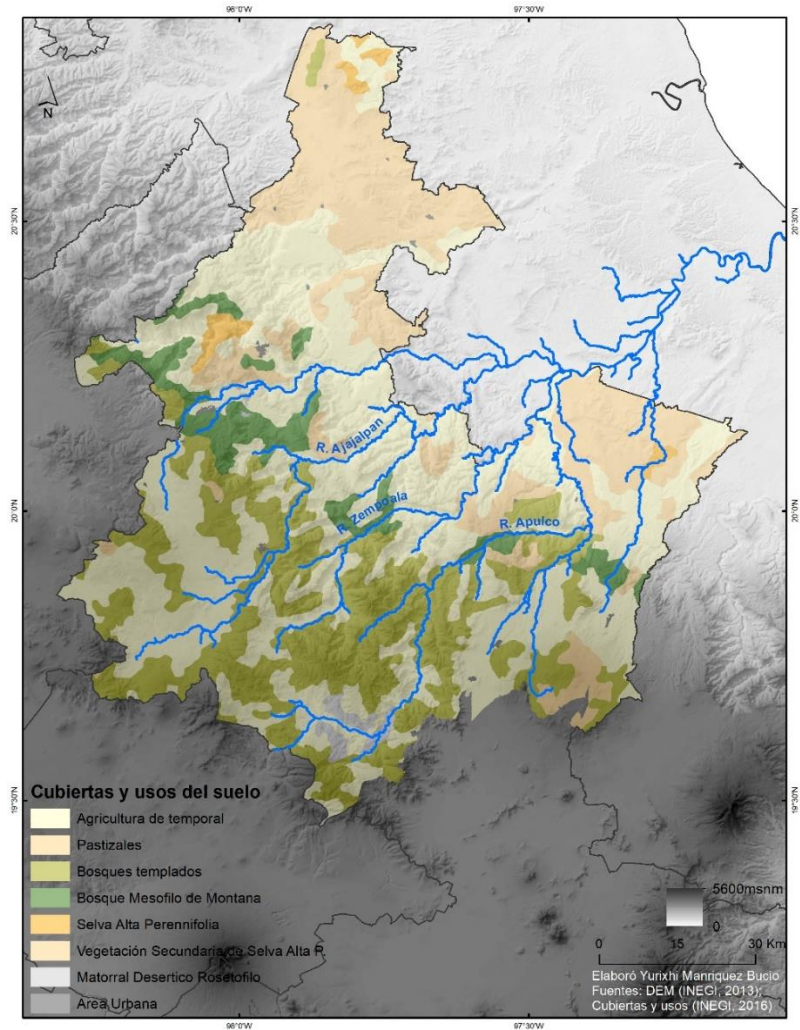 98°0'W
97°30'W
N
20°30'N
20°30'N
R. Ajajalpan
R. Zempoala
R. Apulco
20°0'N
20°0'N
19°30'N
19°30'N
Cubiertas y usos del suelo
Agricultura de temporal
Pastizales
Bosques templados
Bosque Mesofilo de Montana
Selva Alta Perennifolia
Vegetación Secundaria de Selva Alta P.
Matorral Desertico Rosetofilo
Area Urbana
5600msnm
0
0 15 30 Km
Elaboró Yurixhi Manriquez Bucio
Fuentes: DEM (INEGI, 2013);
Cubiertas y usos (INEGI, 2016)
98°0'W
97°30'W